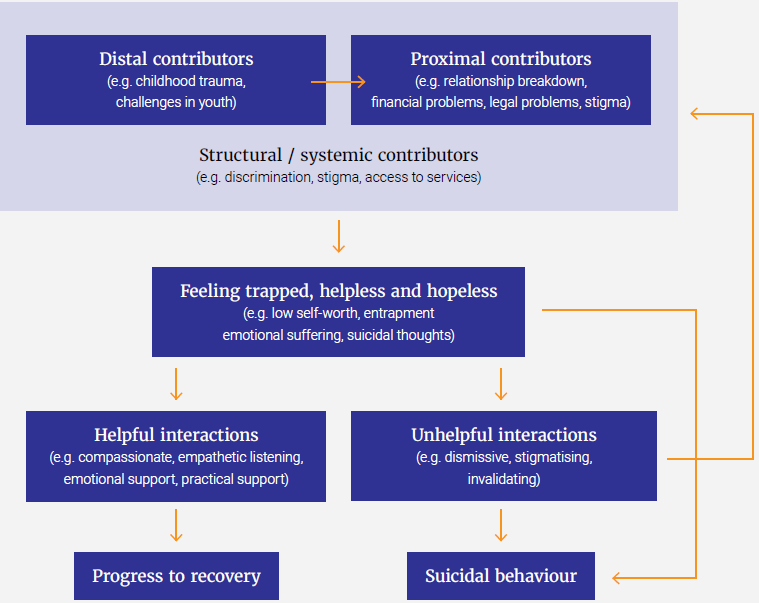 Distal contributors
(e.g. childhood trauma,
challenges in youth)
Proximal contributors
(e.g. relationship breakdown,
financial problems, legal problems, stigma)
Structural / systemic contributors
(e.g. discrimination, stigma, access to services)
Feeling trapped, helpless and hopeless
(e.g. low self-worth, entrapment
emotional suffering, suicidal thoughts)
Helpful interactions
(e.g. compassionate, empathetic listening,
emotional support, practical support)
Unhelpful interactions
(e.g. dismissive, stigmatising,
invalidating)
Progress to recovery
Suicidal behaviour